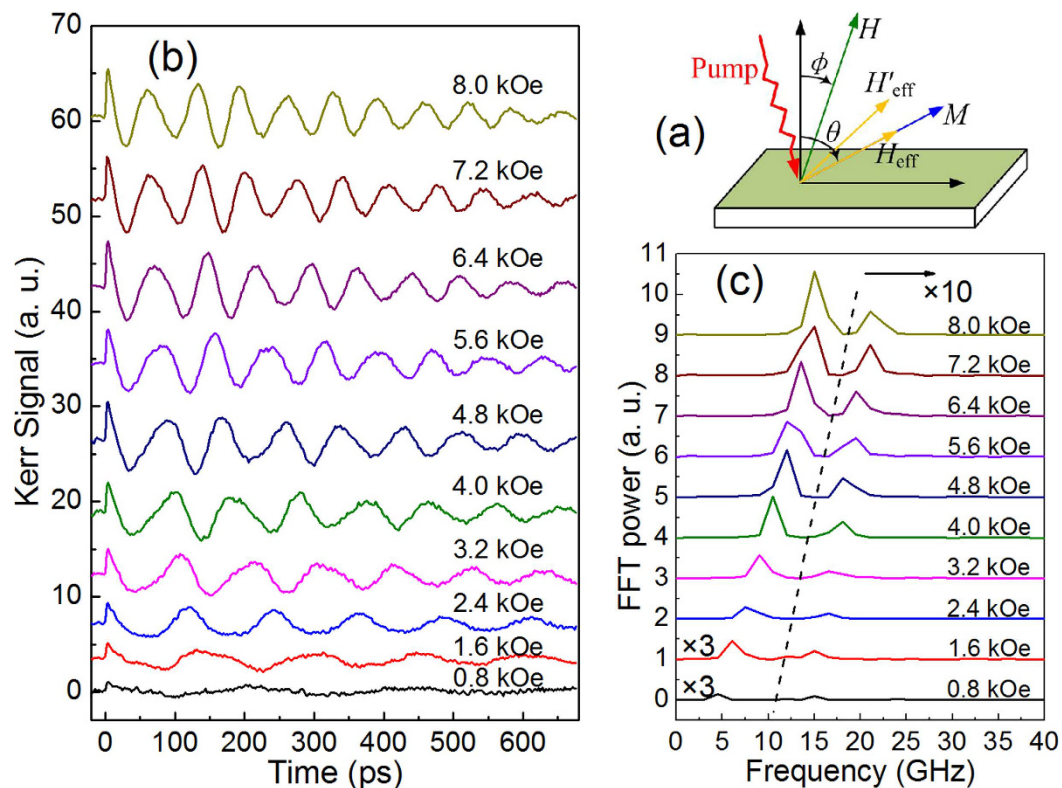 (b)
70
60
50
40
30
20
10
0
Kerr Signal (a. u.)
8.0 kOe
7.2 kOe
6.4 kOe
5.6 kOe
4.8 kOe
4.0 kOe
3.2 kOe
2.4 kOe
1.6 kOe
0.8 kOe
0 100 200 300 400 500 600
Time (ps)
(a)
Pump
ϕ
H
H′eff
M
θ
Heff
(c)
11
10
9
8
7
6
5
4
3
2
1
0
FFT power (a. u.)
×10
8.0 kOe
7.2 kOe
6.4 kOe
5.6 kOe
4.8 kOe
4.0 kOe
3.2 kOe
2.4 kOe
×3 1.6 kOe
×3 0.8 kOe
0 5 10 15 20 25 30 35 40
Frequency (GHz)